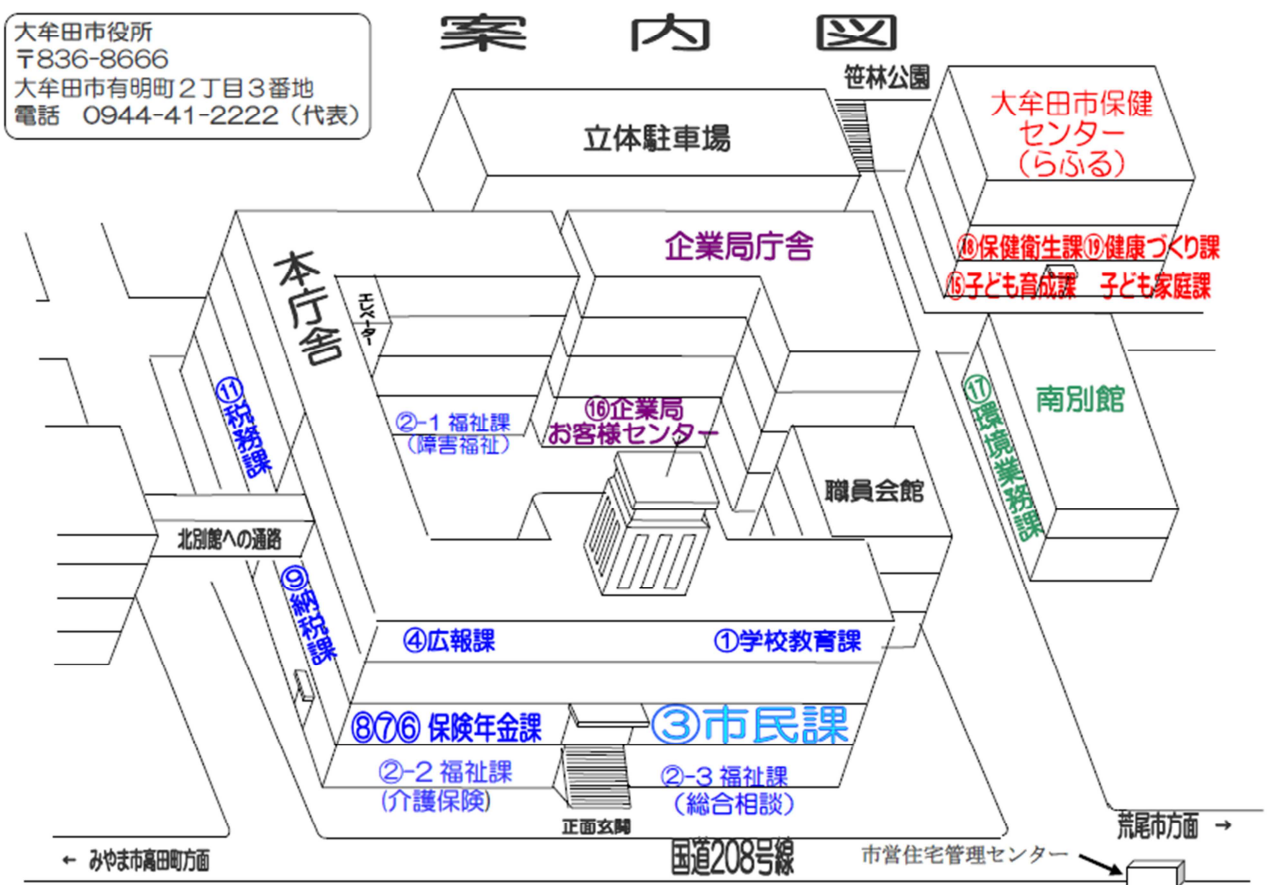 案内図
大牟田市役所
〒836-8666
大牟田市有明町2丁目3番地
電話 0944-41-2222(代表)
笹林公園
立体駐車場
大牟田市保健
センター
(らふる)
⑱保健衛生課⑲健康づくり課
⑮子ども育成課 子ども家庭課
本庁舎
エレベーター
企業局庁舎
⑪税務課
②-1 福祉課
(障害福祉)
⑯企業局
お客様センター
⑰環境業務課
南別館
職員会館
北別館への通路
⑨納税課
④広報課
①学校教育課
⑧⑦⑥ 保険年金課
③市民課
②-2 福祉課
(介護保険)
②-3 福祉課
(総合相談)
正面玄関
荒尾市方面 →
← みやま市高田町方面
国道208号線
市営住宅管理センター